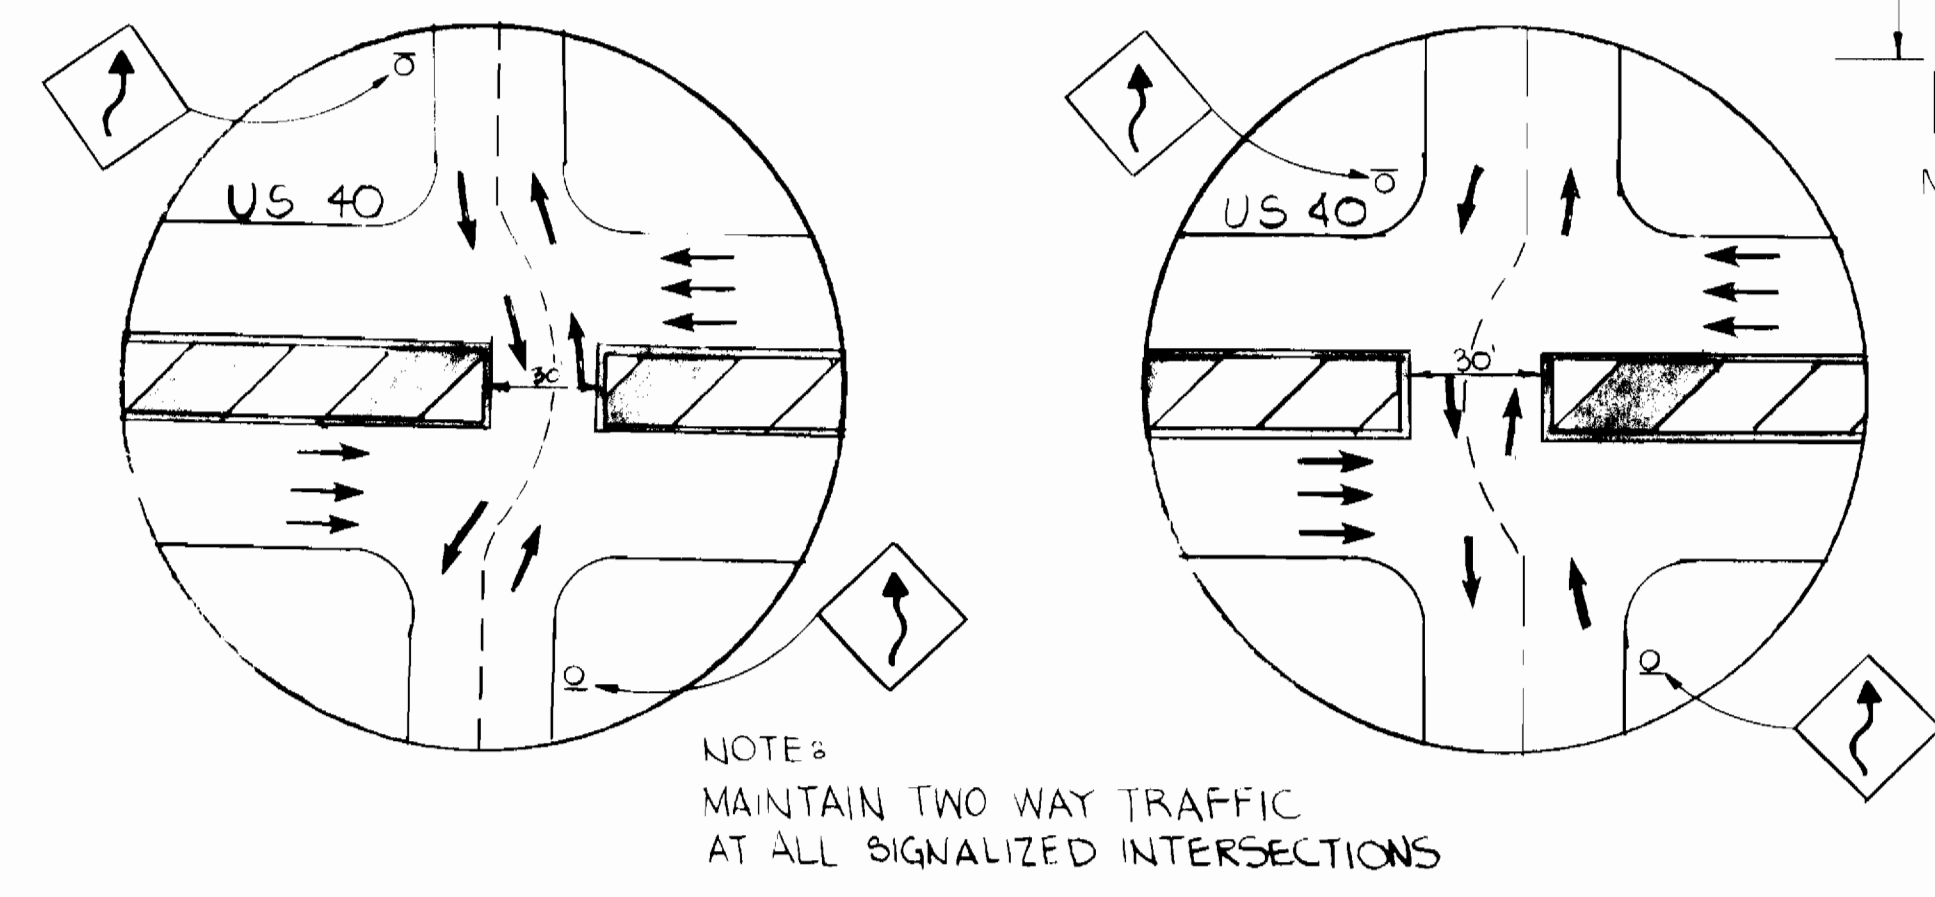 US 40
30
US 40
30'
NOTE:
MAINTAIN TWO WAY TRAFFIC
AT ALL SIGNALIZED INTERSECTIONS